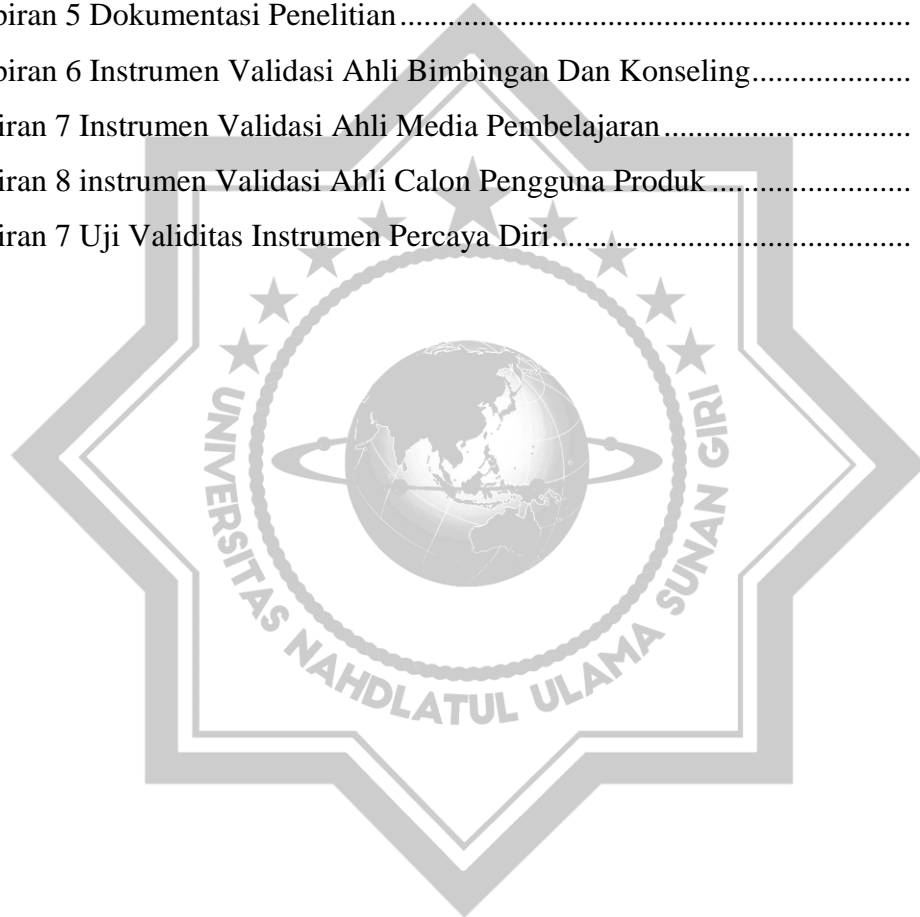 piran 5 Dokumentasi Penelitian....................................................................
piran 6 Instrumen Validasi Ahli Bimbingan Dan Konseling.....................
iran 7 Instrumen Validasi Ahli Media Pembelajaran.................................
iran 8 instrumen Validasi Ahli Calon Pengguna Produk..........................
iran 7 Uji Validitas Instrumen Percaya Diri...............................................
UNIVERSITAS NAHDLATUL ULAMA SUNAN GIRI